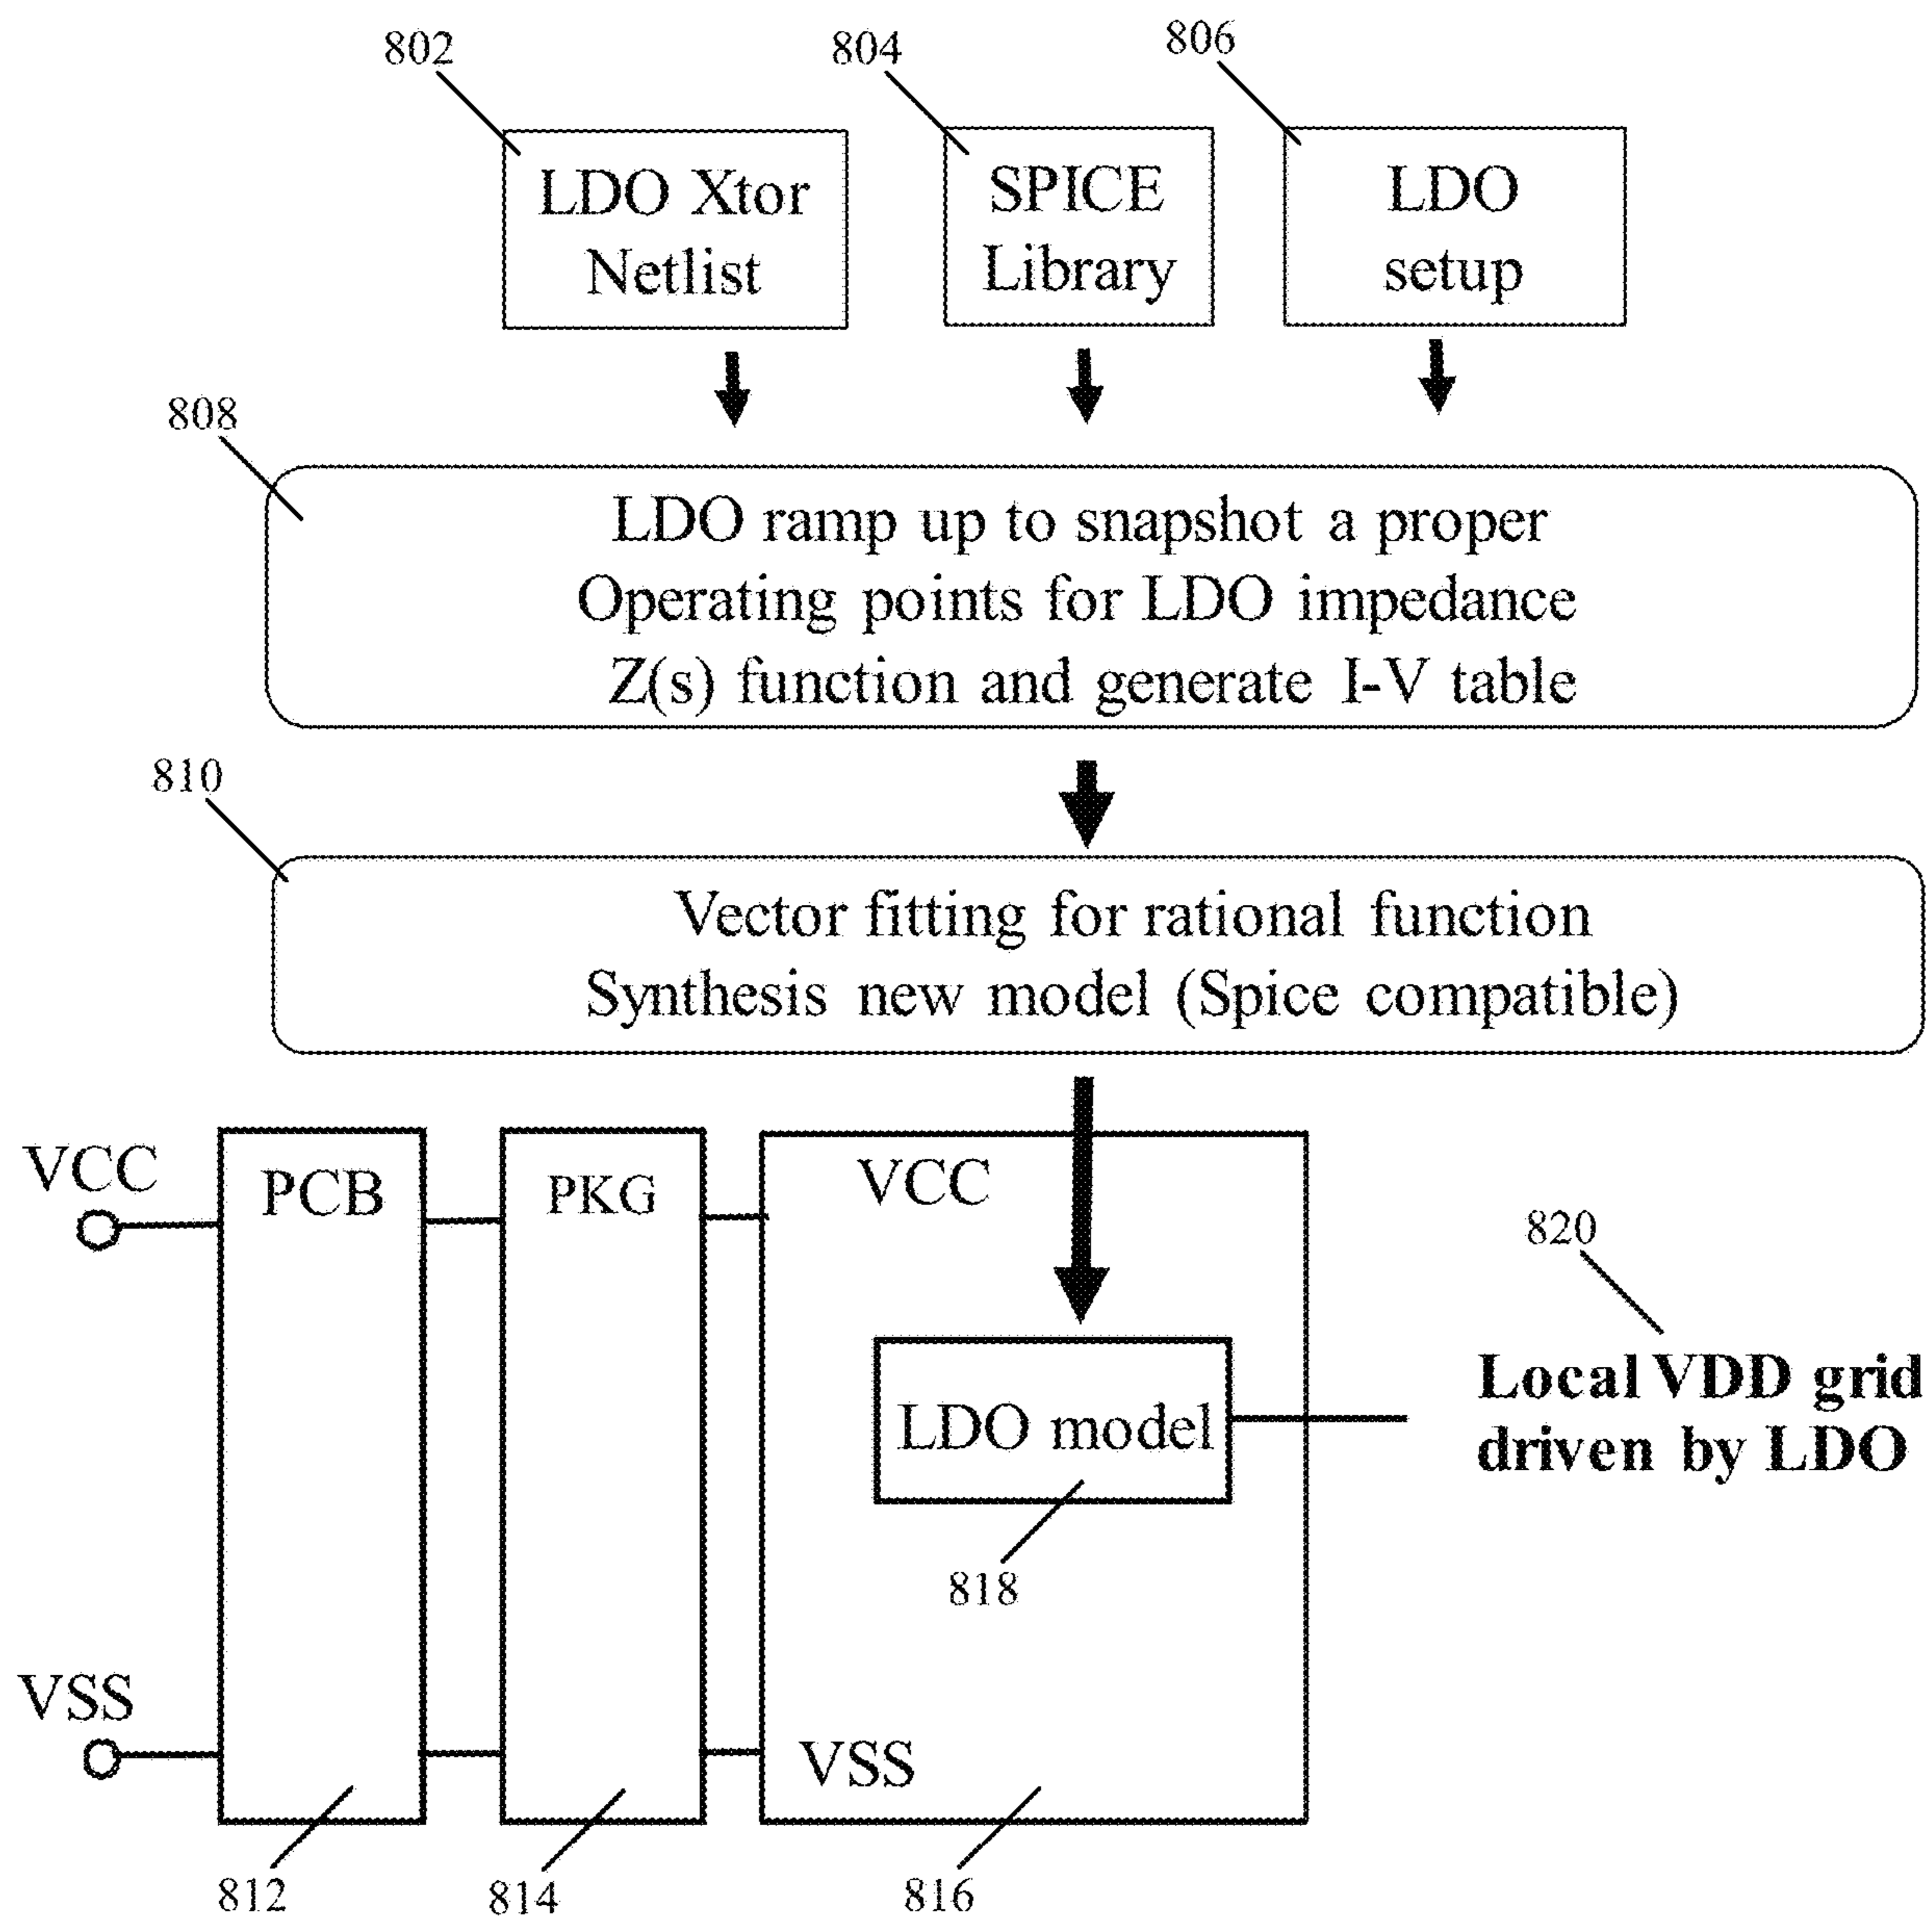 802
804
806
LDO Xtor
Netlist
SPICE
Library
LDO
setup
808
LDO ramp up to snapshot a proper
Operating points for LDO impedance
Z(s) function and generate I-V table
810
Vector fitting for rational function
Synthesis new model (Spice compatible)
VCC
PCB
PKG
VCC
820
Local VDD grid
driven by LDO
LDO model
818
VSS
VSS
812
814
816